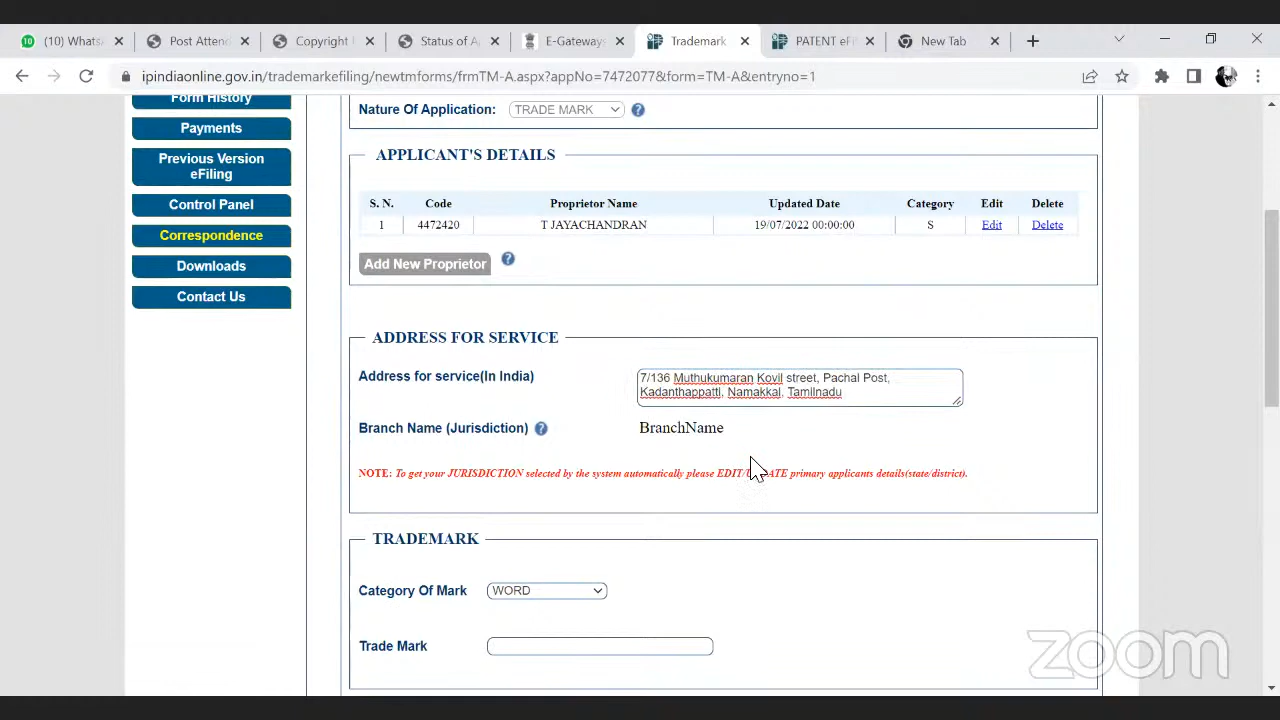 (10) Whats
Post Attend
Copyright
Status of A
E-Gateway
Trademark
PATENT eF
New Tab
ipindiaonline.gov.in/trademarkefiling/newtmforms/frmTM-A.aspx?appNo=7472077&form=TM-A&entryno=1
Form History
Payments
Previous Version
eFiling
Control Panel
Correspondence
Downloads
Contact Us
Nature Of Application: TRADE MARK
APPLICANT'S DETAILS
S. N. Code Proprietor Name Updated Date Category Edit Delete
1 4472420 T JAYACHANDRAN 19/07/2022 00:00:00 S Edit Delete
Add New Proprietor
ADDRESS FOR SERVICE
Address for service(In India)
7/136 Muthukumaran Kovil street, Pachal Post,
Kadanthappatti, Namakkal, Tamilnadu
Branch Name (Jurisdiction) BranchName
NOTE: To get your JURISDICTION selected by the system automatically please EDIT/UPDATE primary applicants details(state/district).
TRADEMARK
Category Of Mark WORD
Trade Mark
zoom